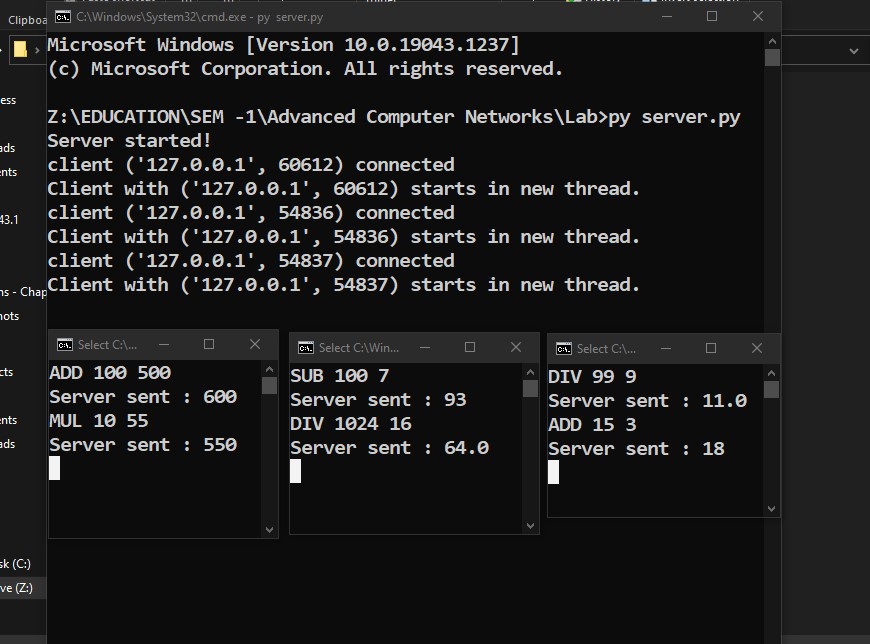 Clipboa
C:\Windows\System32\cmd.exe - py server.py
Microsoft Windows [Version 10.0.19043.1237]
(c) Microsoft Corporation. All rights reserved.
Z:\EDUCATION\SEM -1\Advanced Computer Networks\Lab>py server.py
Server started!
client ('127.0.0.1', 60612) connected
Client with ('127.0.0.1', 60612) starts in new thread.
client ('127.0.0.1', 54836) connected
Client with ('127.0.0.1', 54836) starts in new thread.
client ('127.0.0.1', 54837) connected
Client with ('127.0.0.1', 54837) starts in new thread.
Select C:\...
ADD 100 500
Server sent : 600
MUL 10 55
Server sent : 550
Select C:\Win...
SUB 100 7
Server sent : 93
DIV 1024 16
Server sent : 64.0
Select C:\...
DIV 99 9
Server sent : 11.0
ADD 15 3
Server sent : 18
ess
ads
nts
43.1
ns - Chap
nots
cts
nts
ads
sk (C:)
ve (Z:)